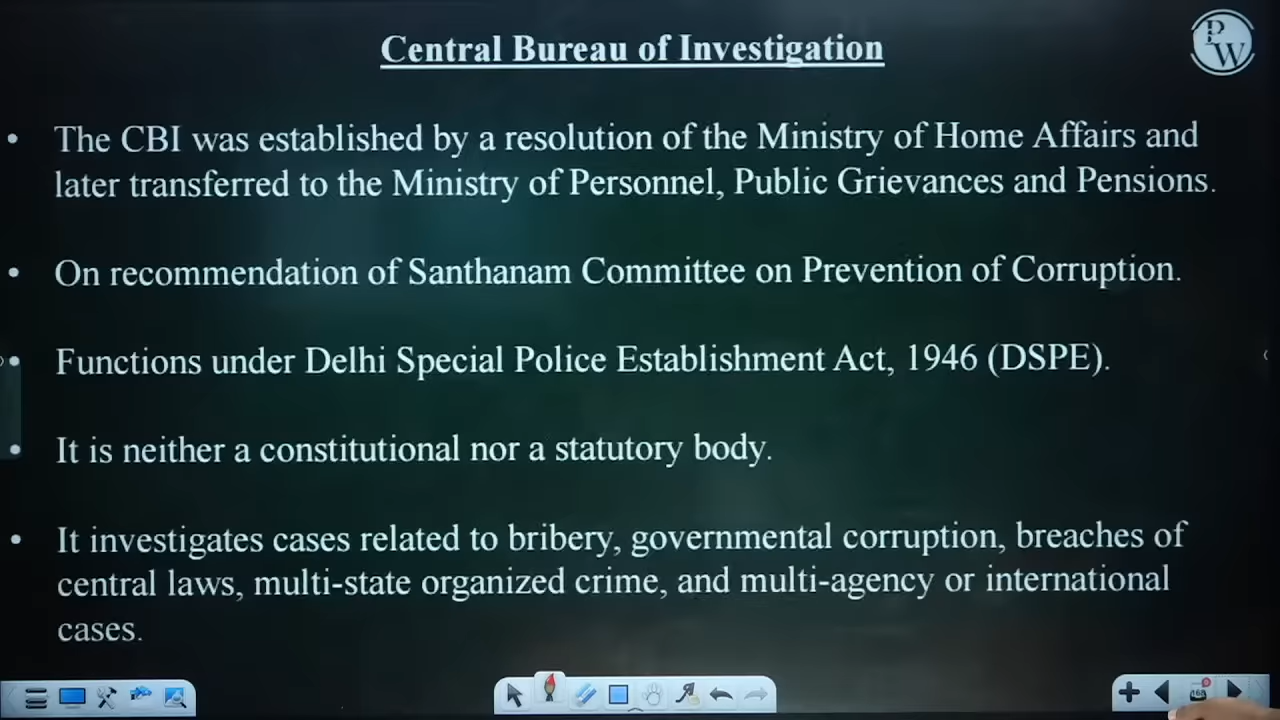 Central Bureau of Investigation
PW
• The CBI was established by a resolution of the Ministry of Home Affairs and
later transferred to the Ministry of Personnel, Public Grievances and Pensions.
• On recommendation of Santhanam Committee on Prevention of Corruption.
• Functions under Delhi Special Police Establishment Act, 1946 (DSPE).
• It is neither a constitutional nor a statutory body.
• It investigates cases related to bribery, governmental corruption, breaches of
central laws, multi-state organized crime, and multi-agency or international
cases.